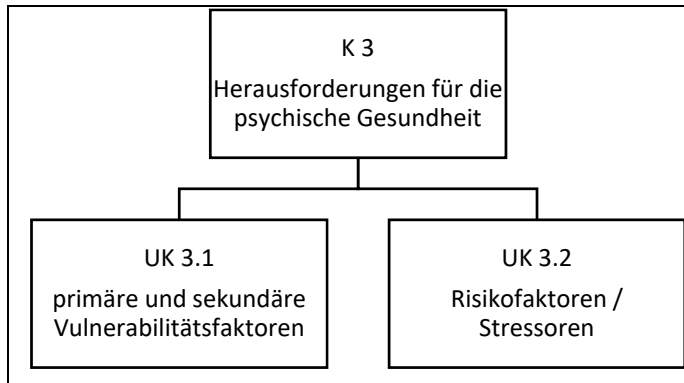 K 3
Herausforderungen für die
psychische Gesundheit
UK 3.1
primäre und sekundäre
Vulnerabilitätsfaktoren
UK 3.2
Risikofaktoren /
Stressoren